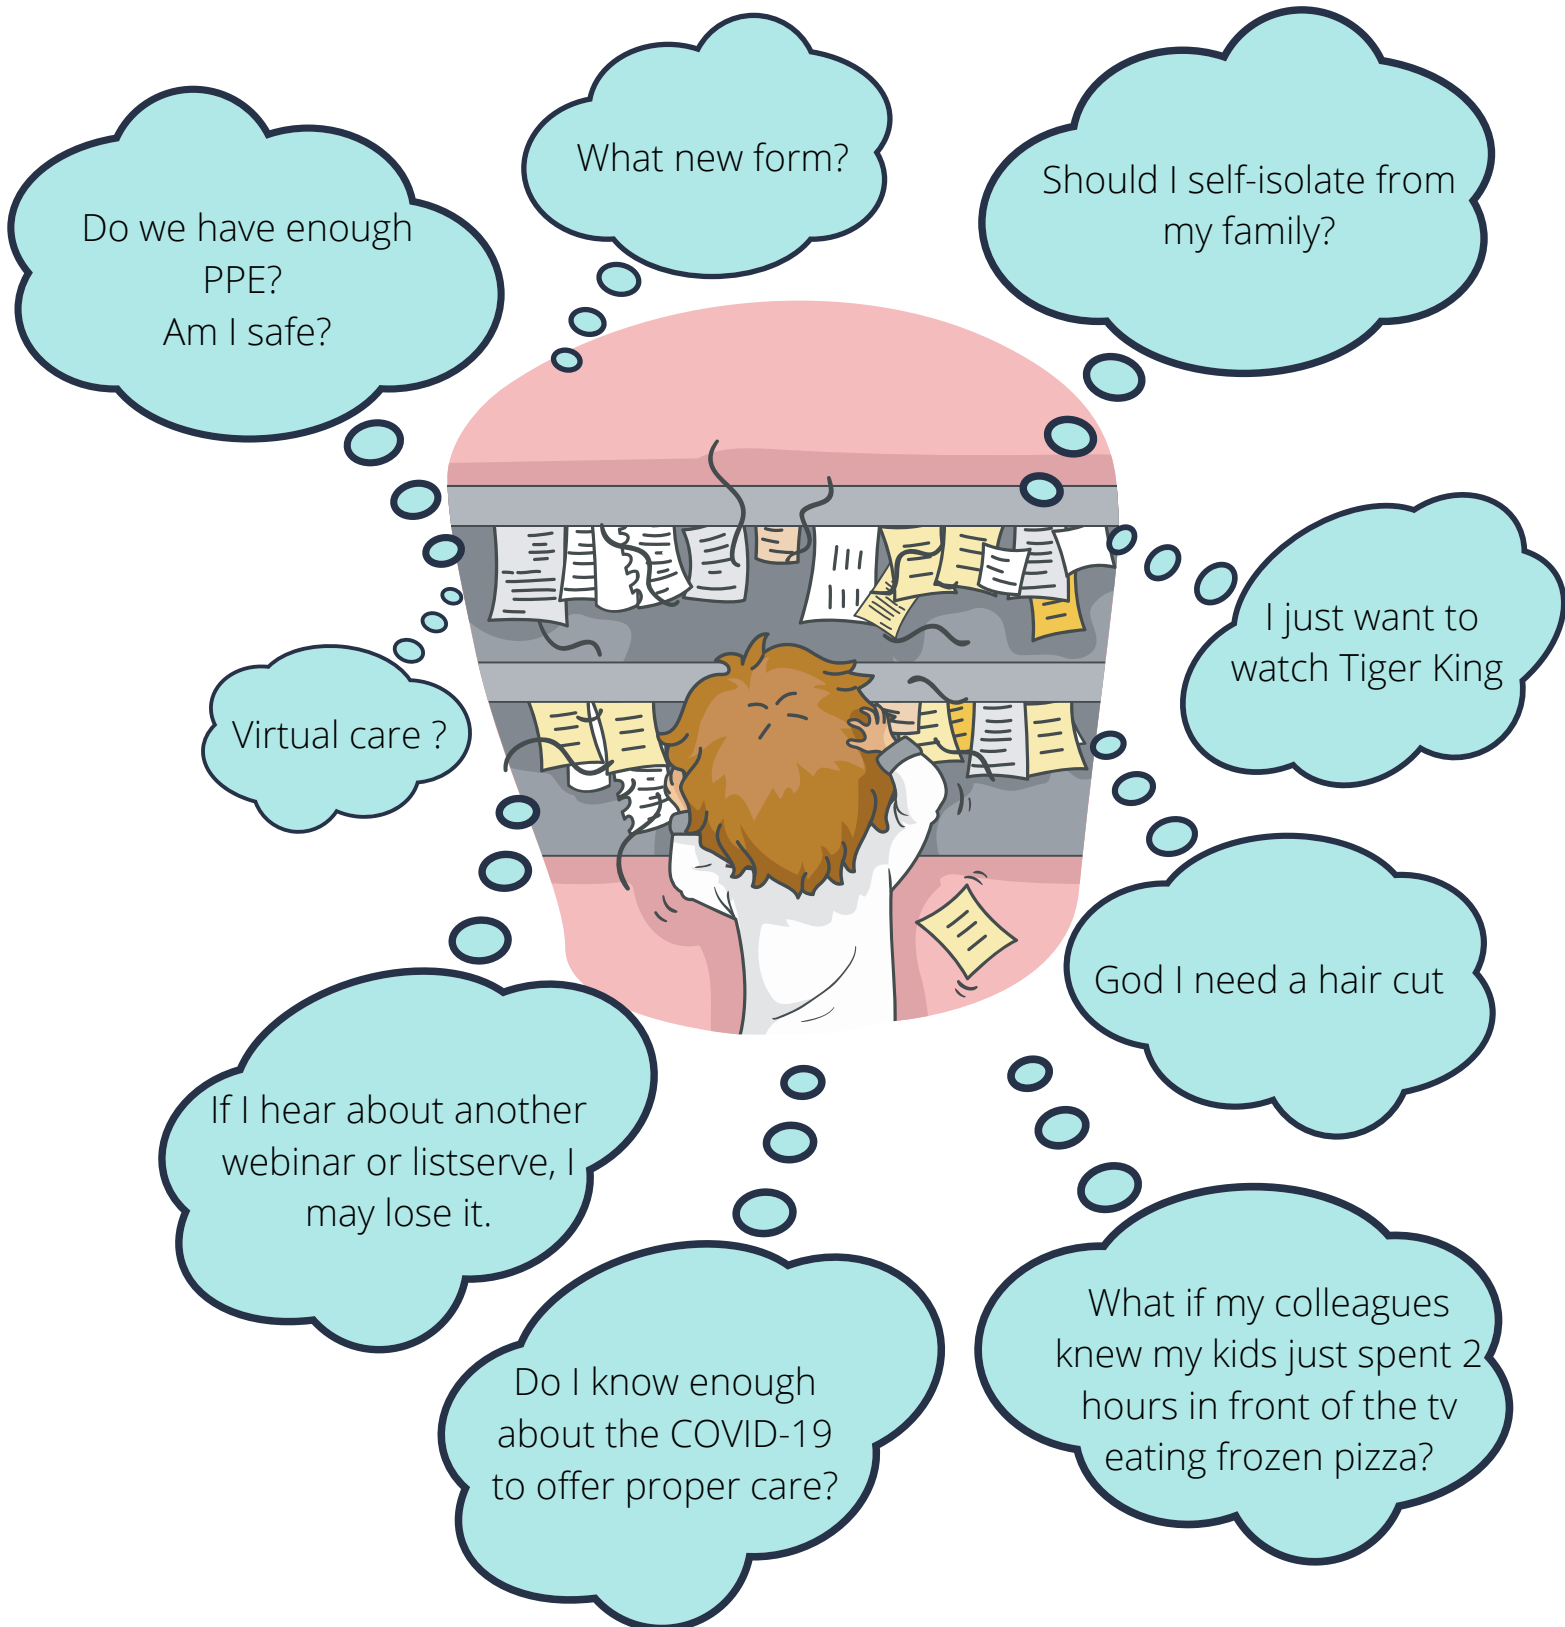 What new form?
Should I self-isolate from
my family?
Do we have enough
PPE?
Am I safe?
I just want to
watch Tiger King
Virtual care ?
God I need a hair cut
If I hear about another
webinar or listserve, I
may lose it.
What if my colleagues
knew my kids just spent 2
hours in front of the tv
eating frozen pizza?
Do I know enough
about the COVID-19
to offer proper care?